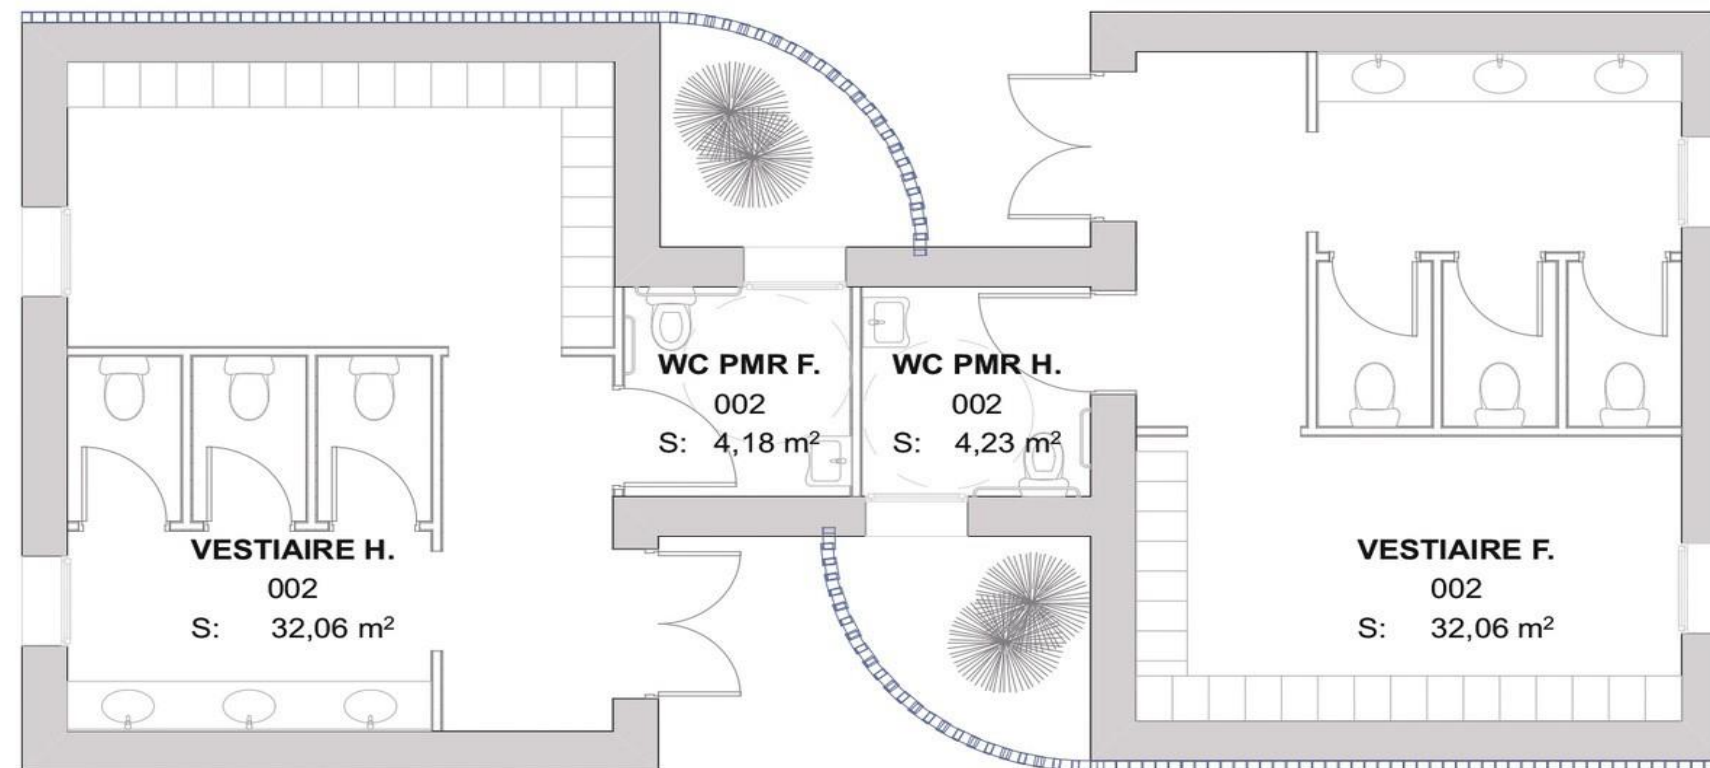 WC PMR F.
002
S: 4,18 m²
WC PMR H.
002
S: 4,23 m²
VESTIAIRE H.
002
S: 32,06 m²
VESTIAIRE F.
002
S: 32,06 m²